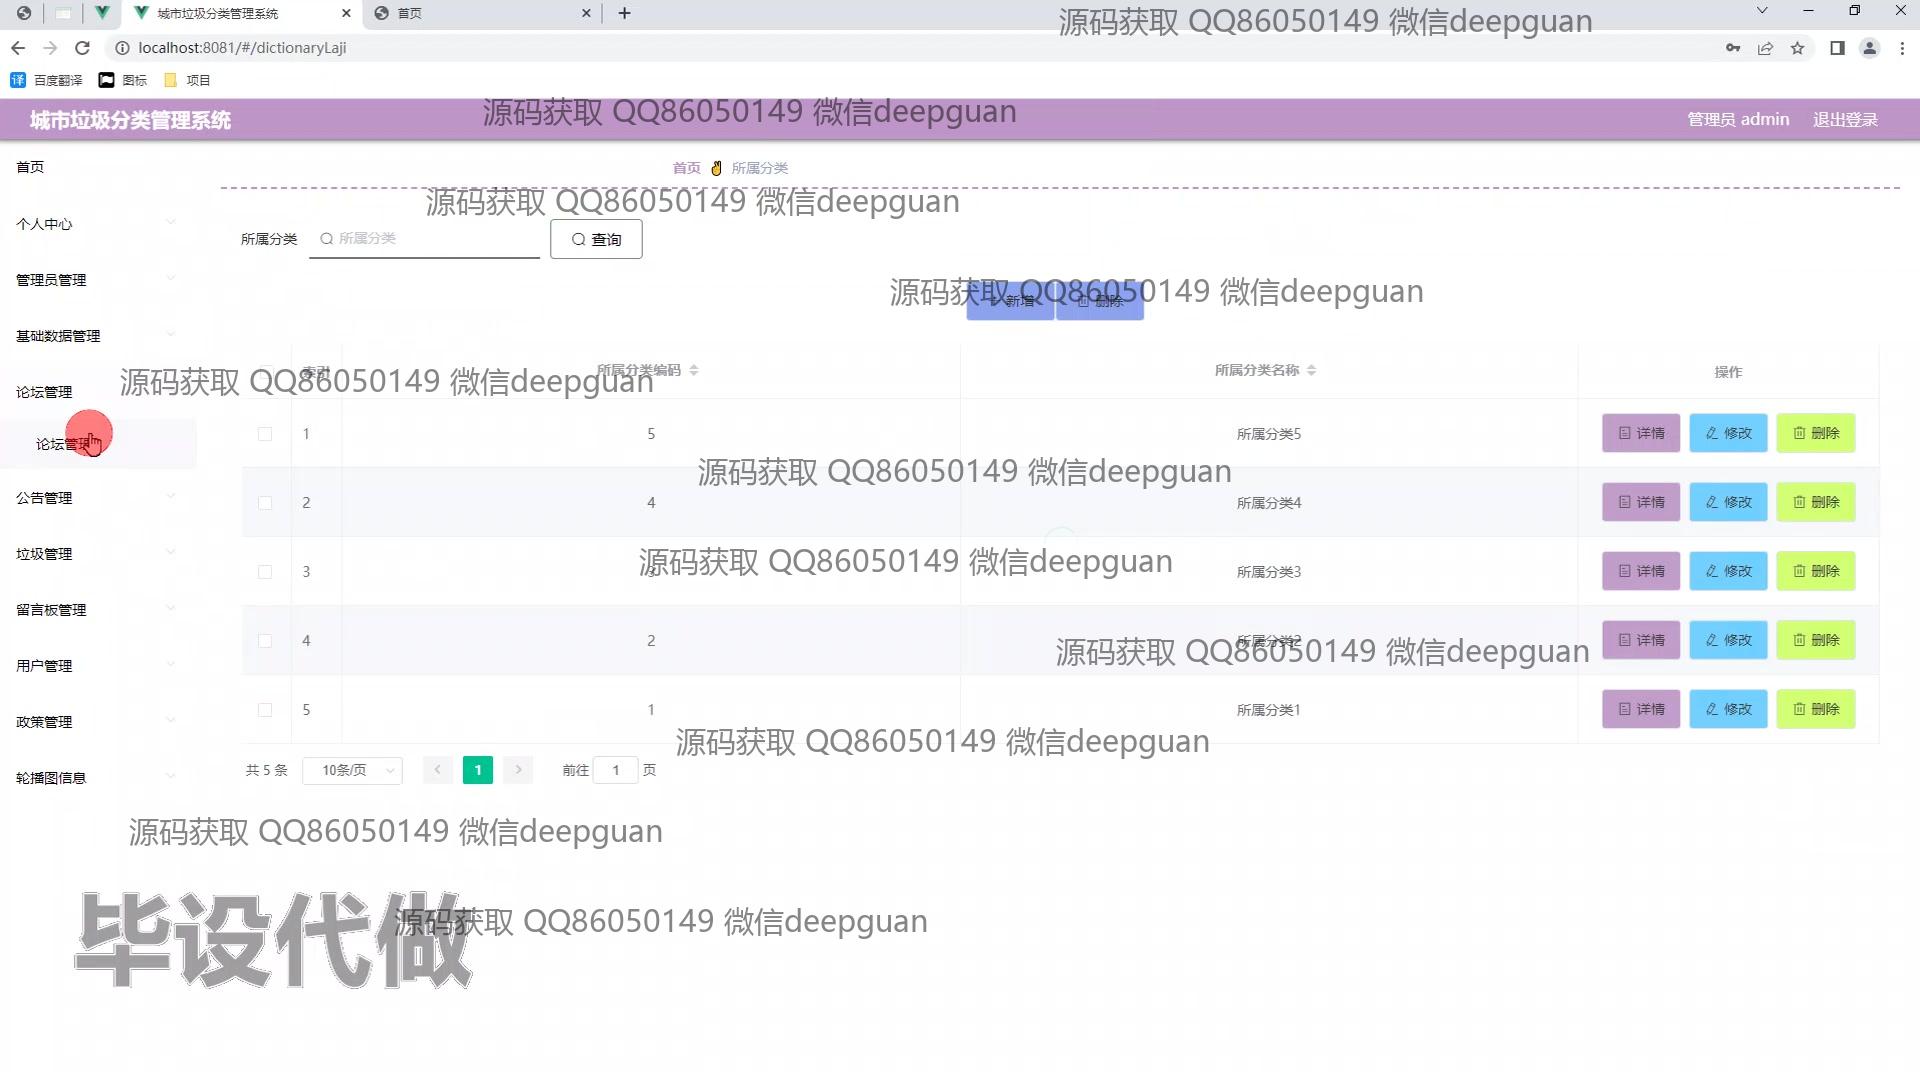 城市垃圾分类管理系统
首页
源码获取 QQ86050149 微信deepguan
localhost:8081/#/dictionaryLaji
百度翻译
图标
项目
城市垃圾分类管理系统
源码获取 QQ86050149 微信deepguan
管理员 admin
退出登录
首页
首页 所属分类
源码获取 QQ86050149 微信deepguan
个人中心
所属分类
所属分类
查询
管理员管理
源码获取 QQ86050149 微信deepguan
新增
删除
基础数据管理
源码获取 QQ86050149 微信deepguan
索引 所属分类编码 所属分类名称 操作
论坛管理
论坛管理
1 5 所属分类5 详情 修改 删除
源码获取 QQ86050149 微信deepguan
公告管理
2 4 所属分类4 详情 修改 删除
垃圾管理
源码获取 QQ86050149 微信deepguan
3 3 所属分类3 详情 修改 删除
留言板管理
4 2 所属分类2 详情 修改 删除
源码获取 QQ86050149 微信deepguan
用户管理
5 1 所属分类1 详情 修改 删除
政策管理
源码获取 QQ86050149 微信deepguan
共 5 条 10条/页 1 前往 1 页
轮播图信息
源码获取 QQ86050149 微信deepguan
毕设代做
源码获取 QQ86050149 微信deepguan